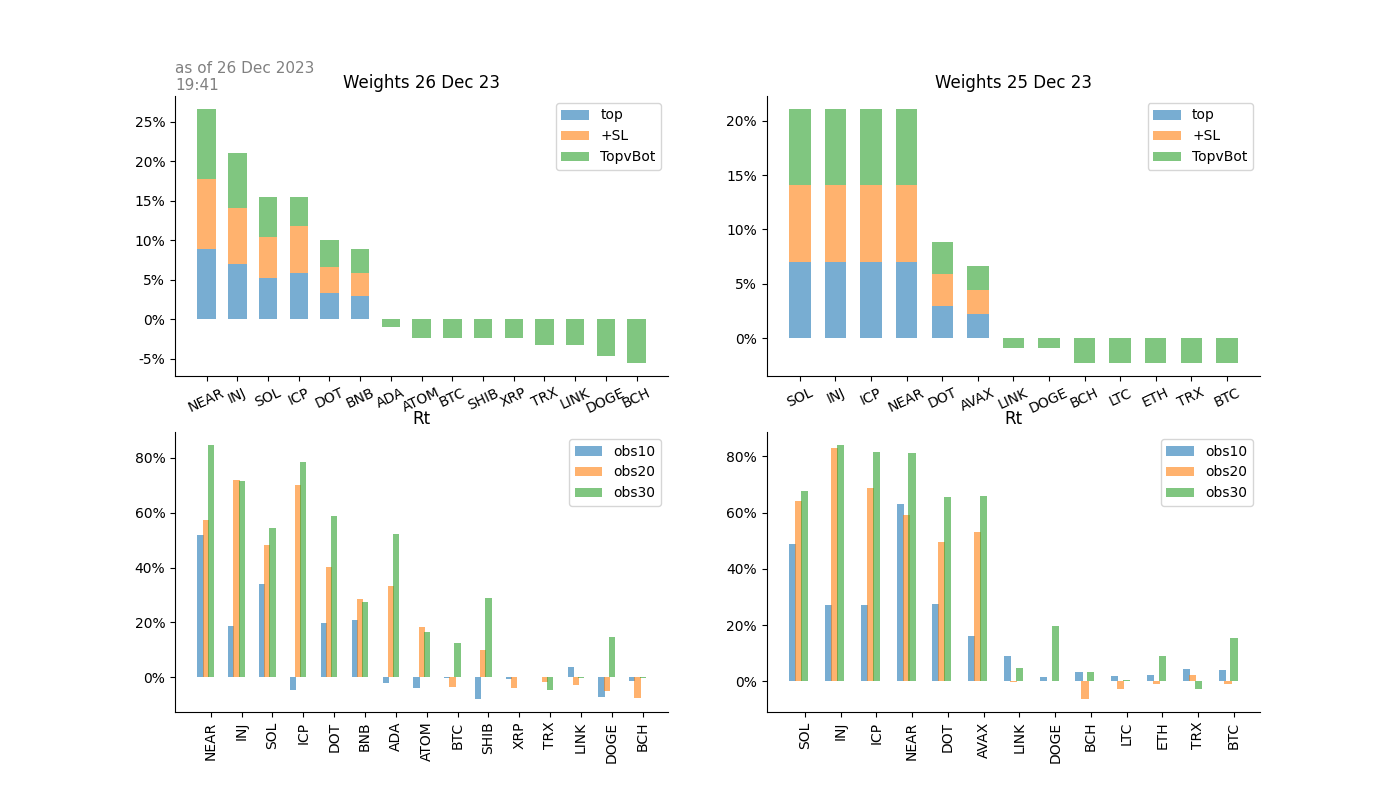 as of 26 Dec 2023
19:41
Weights 26 Dec 23
25%
20%
15%
10%
5%
0%
-5%
top
+SL
TopvBot
NEAR INJ SOL ICP DOT BNB ADA ATOM BTC SHIB XRP TRX LINK DOGE BCH
Weights 25 Dec 23
20%
15%
10%
5%
0%
top
+SL
TopvBot
SOL INJ ICP NEAR DOT AVAX LINK DOGE BCH LTC ETH TRX BTC
Rt
80%
60%
40%
20%
0%
obs10
obs20
obs30
NEAR INJ SOL ICP DOT BNB ADA ATOM BTC SHIB XRP TRX LINK DOGE BCH
Rt
80%
60%
40%
20%
0%
obs10
obs20
obs30
SOL INJ ICP NEAR DOT AVAX LINK DOGE BCH LTC ETH TRX BTC